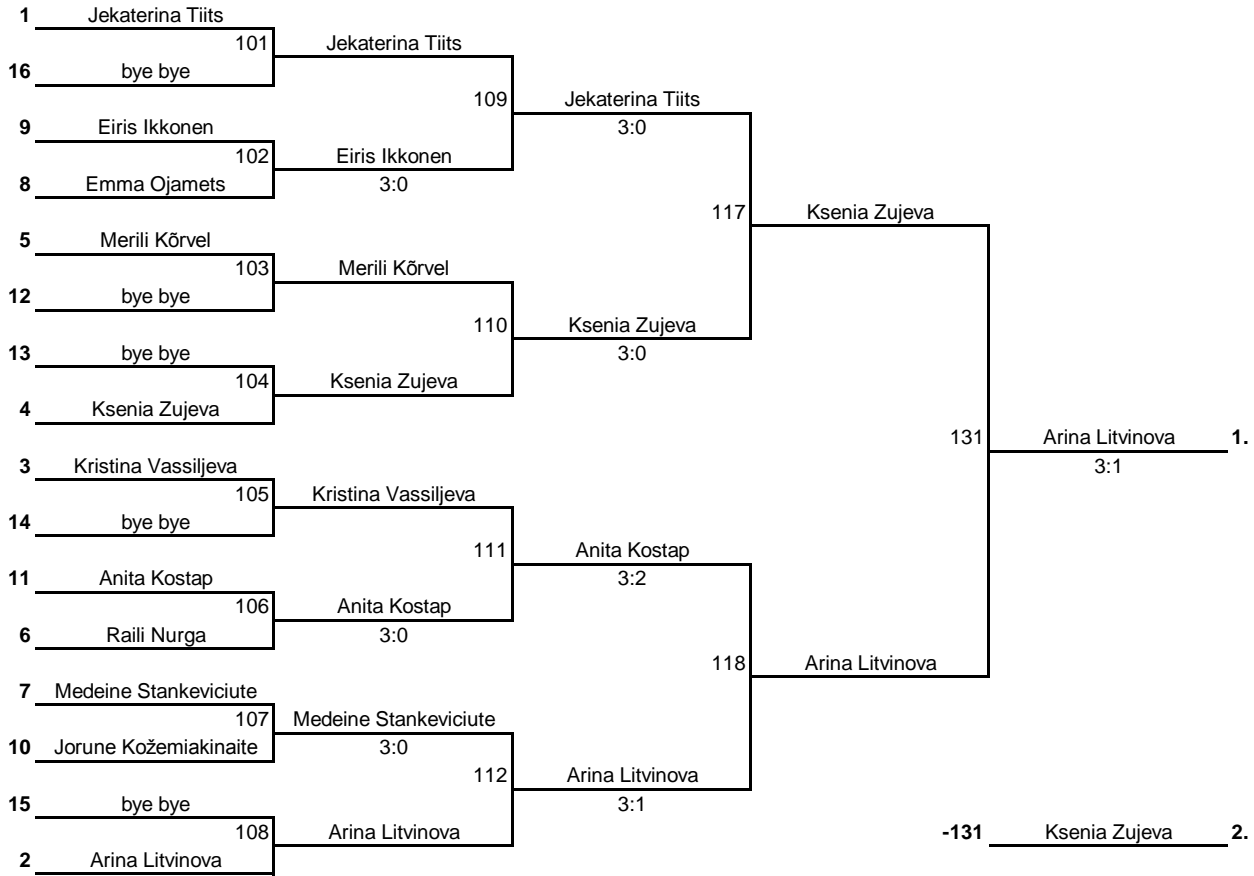 1 Jekaterina Tiits
101 Jekaterina Tiits
16 bye bye
109 Jekaterina Tiits
3:0
9 Eiris Ikkonen
102 Eiris Ikkonen
3:0
8 Emma Ojamets
117 Ksenia Zujeva
5 Merili Kõrvel
103 Merili Kõrvel
12 bye bye
110 Ksenia Zujeva
3:0
13 bye bye
104 Ksenia Zujeva
4 Ksenia Zujeva
131 Arina Litvinova 1.
3:1
3 Kristina Vassiljeva
105 Kristina Vassiljeva
14 bye bye
111 Anita Kostap
3:2
11 Anita Kostap
106 Anita Kostap
3:0
6 Raili Nurga
118 Arina Litvinova
7 Medeine Stankeviciute
107 Medeine Stankeviciute
3:0
10 Jorune Kožemiakinaite
112 Arina Litvinova
3:1
15 bye bye
108 Arina Litvinova
2 Arina Litvinova
-131 Ksenia Zujeva 2.